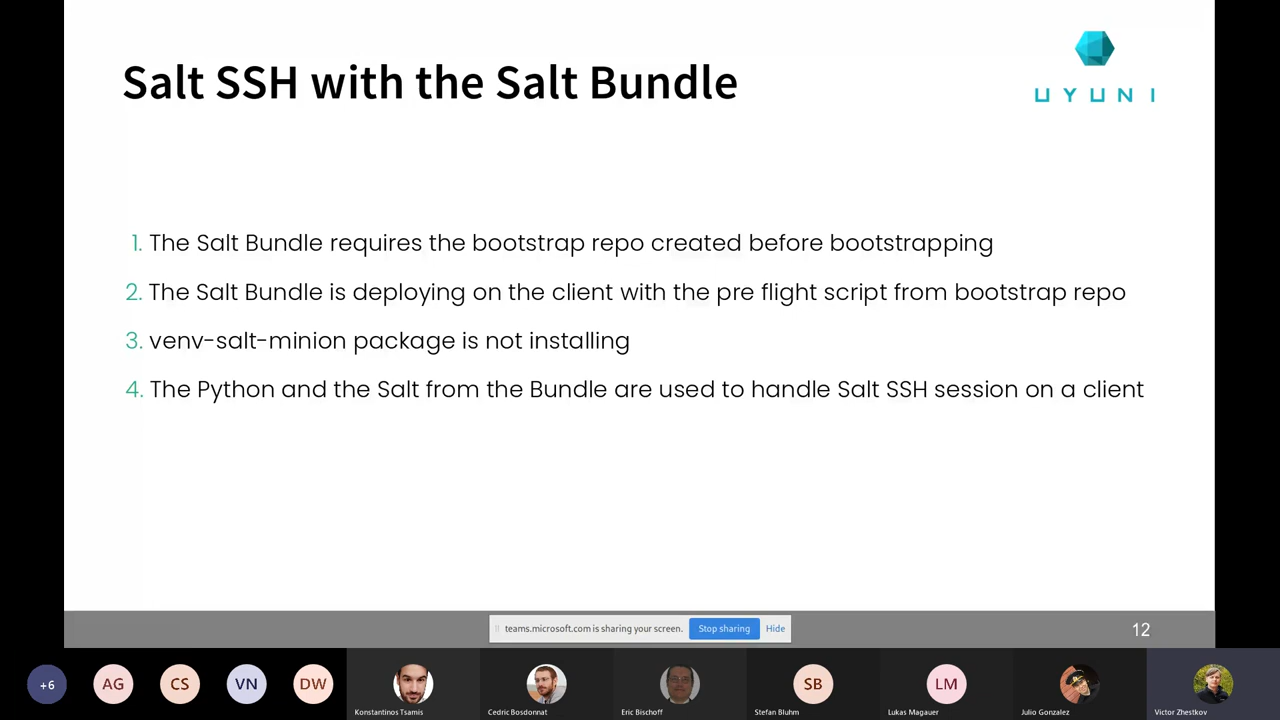 Salt SSH with the Salt Bundle
UYUNI
1. The Salt Bundle requires the bootstrap repo created before bootstrapping
2. The Salt Bundle is deploying on the client with the pre flight script from bootstrap repo
3. venv-salt-minion package is not installing
4. The Python and the Salt from the Bundle are used to handle Salt SSH session on a client
teams.microsoft.com is sharing your screen. Stop sharing Hide
12
+6 AG CS VN DW SB LM
Konstantinos Tsamis Cedric Bosdonnat Eric Bischoff Stefan Bluhm Lukas Magauer Julio Gonzalez Victor Zhestkov